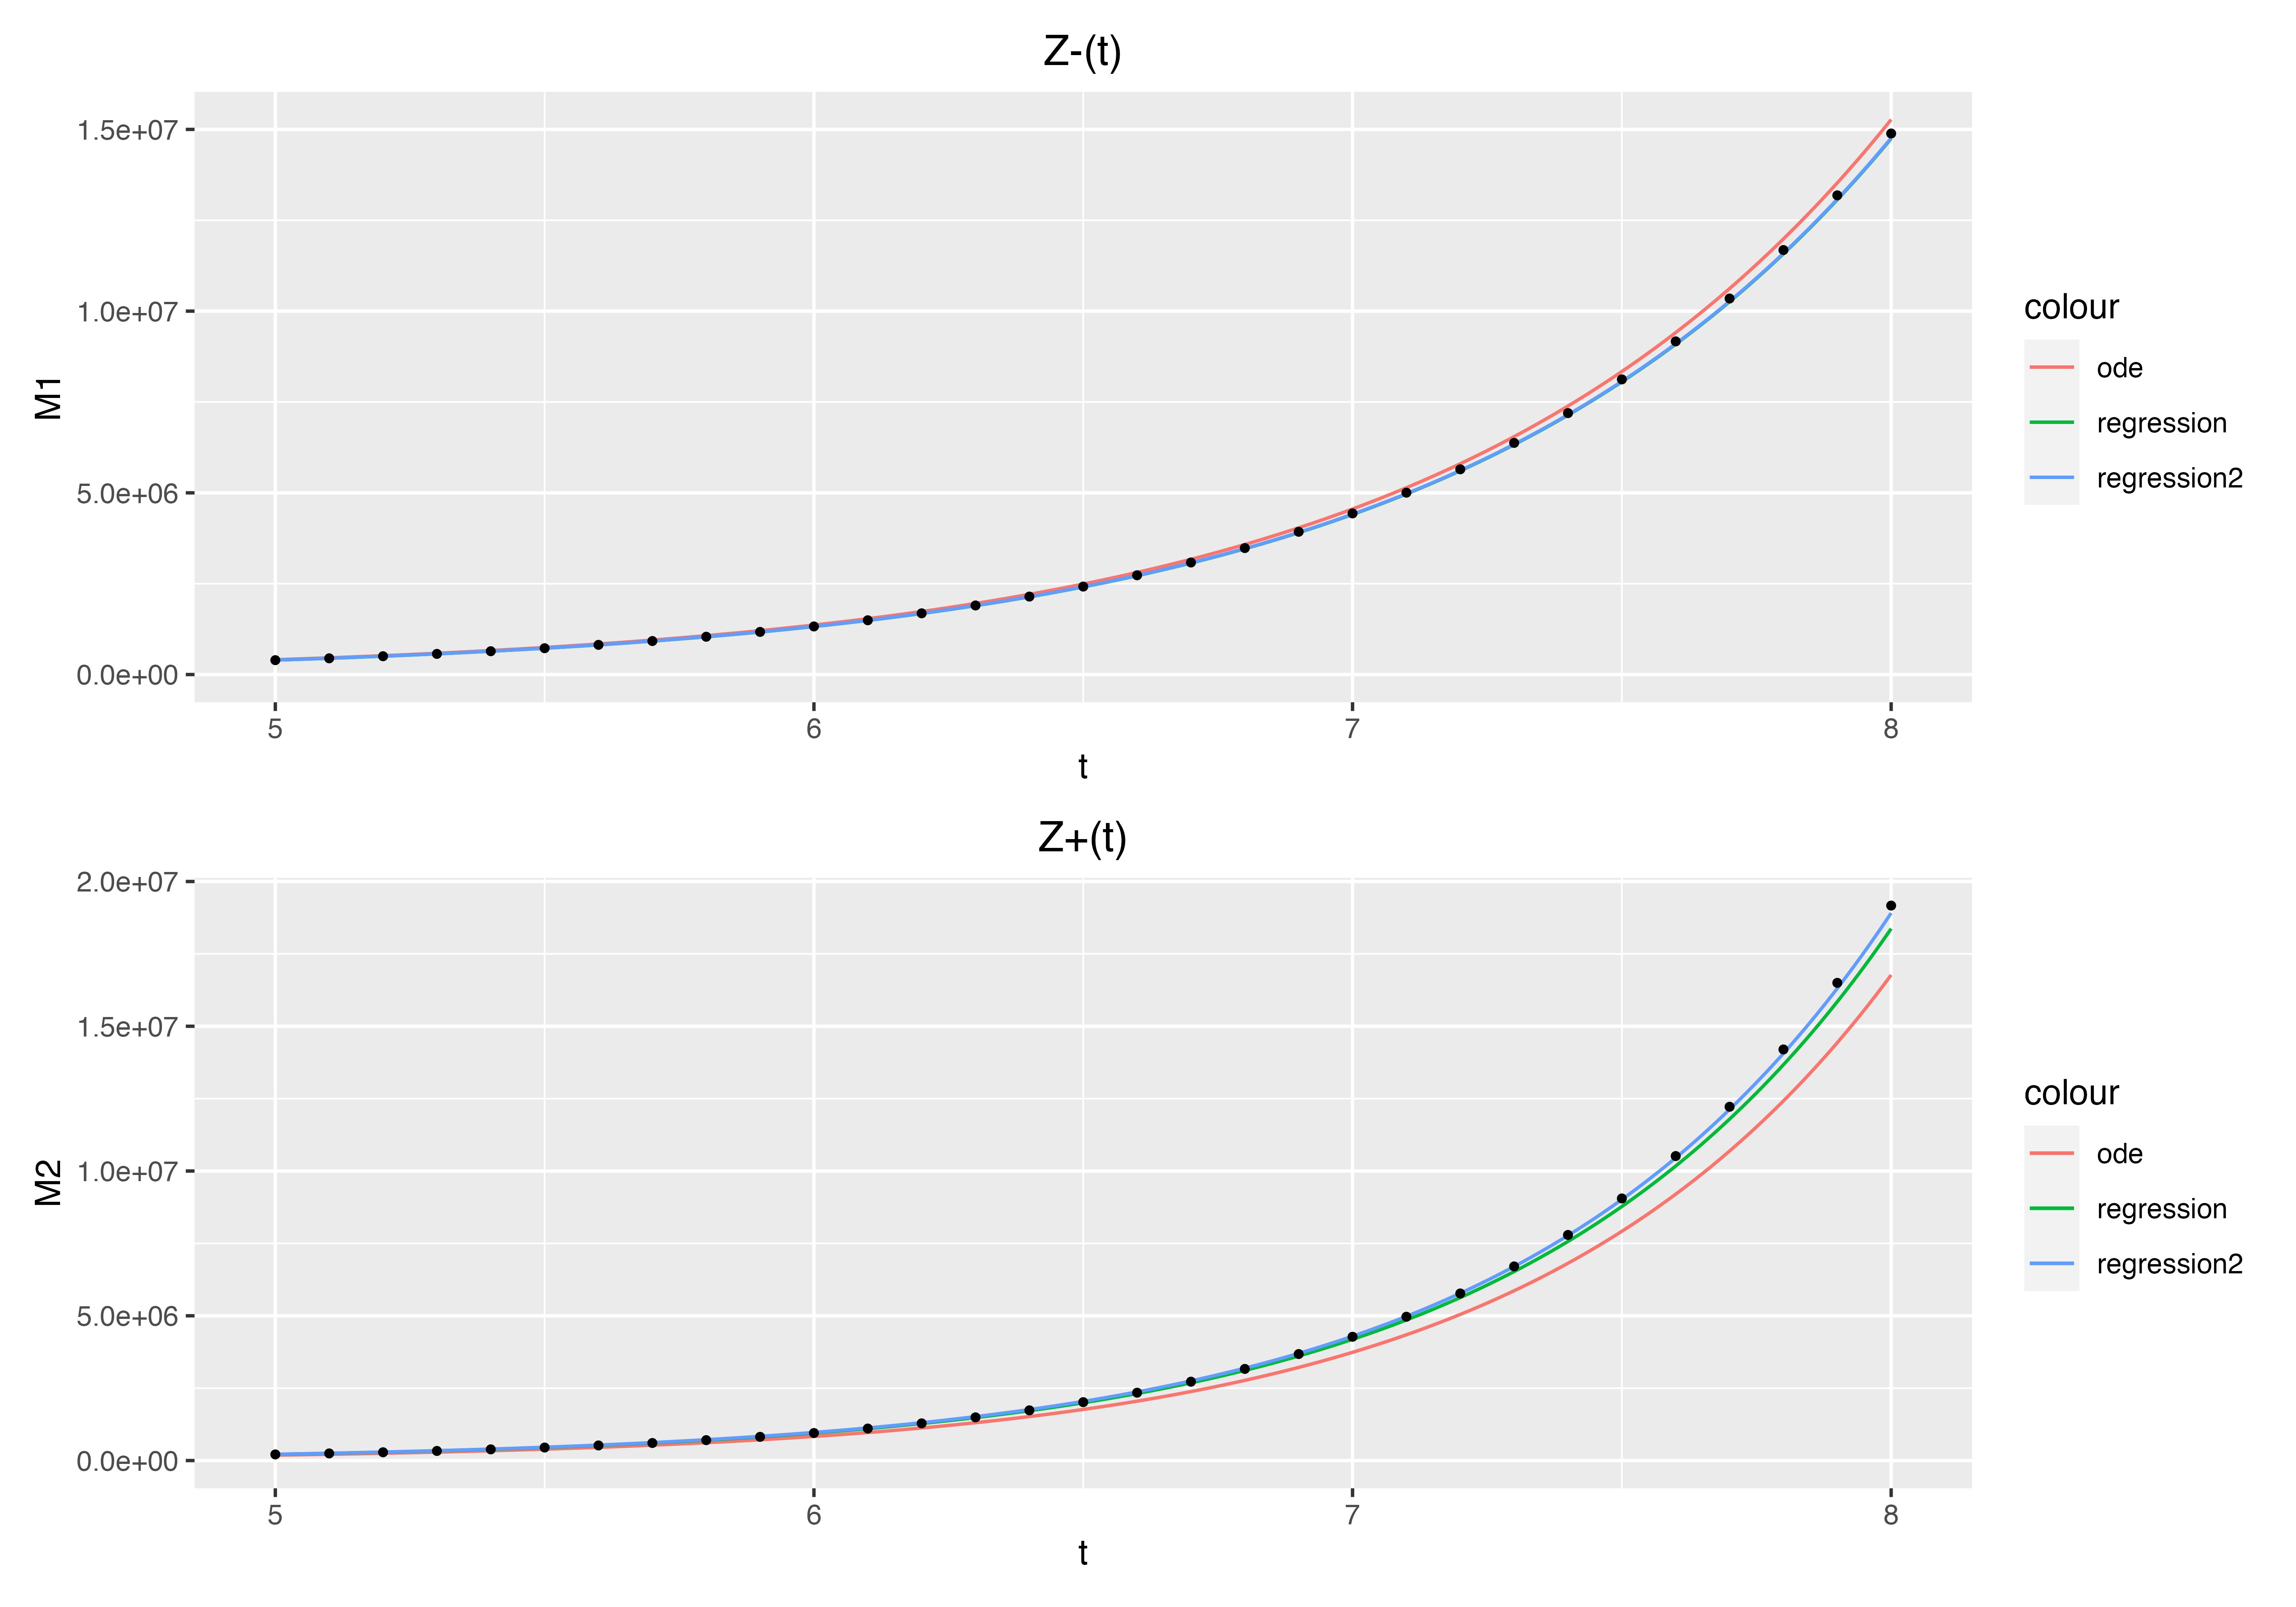 Z-(t)
M1
1.5e+07
1.0e+07
5.0e+06
0.0e+00
5 6 7 8
t
colour
ode
regression
regression2
Z+(t)
M2
2.0e+07
1.5e+07
1.0e+07
5.0e+06
0.0e+00
5 6 7 8
t
colour
ode
regression
regression2